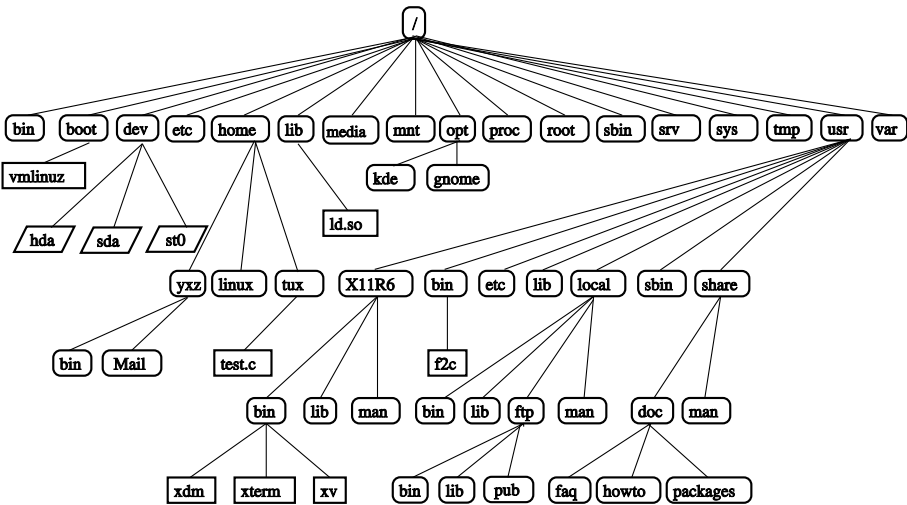 /
bin boot dev etc home lib media mnt opt proc root sbin srv sys tmp usr var
vmlinuz kde gnome
ld.so
hda sda st0
yxz linux tux X11R6 bin etc lib local sbin share
bin Mail test.c f2c
bin lib man bin lib ftp man doc man
xdm xterm xv bin lib pub faq howto packages